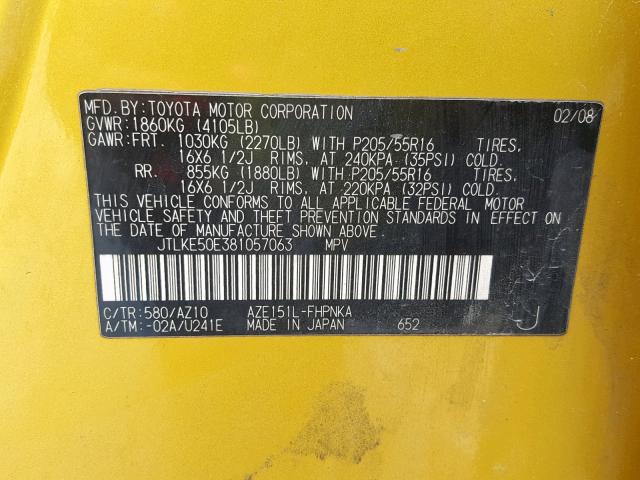 MFD. BY: TOYOTA MOTOR CORPORATION 02/08
GVWR: 1860KG (4105LB)
GAWR: FRT. 1030KG (2270LB) WITH P205/55R16 TIRES,
16X6 1/2J RIMS. AT 240KPA (35PSI) COLD.
RR. 855KG (1880LB) WITH P205/55R16 TIRES,
16X6 1/2J RIMS. AT 220KPA (32PSI) COLD.
THIS VEHICLE CONFORMS TO ALL APPLICABLE FEDERAL MOTOR
VEHICLE SAFETY AND THEFT PREVENTION STANDARDS IN EFFECT ON
THE DATE OF MANUFACTURE SHOWN ABOVE.
JTLKE50E381057063 MPV
C/TR: 580/AZ10 AZE151L-FHPNKA
A/TM: -02A/U241E MADE IN JAPAN 652 -J